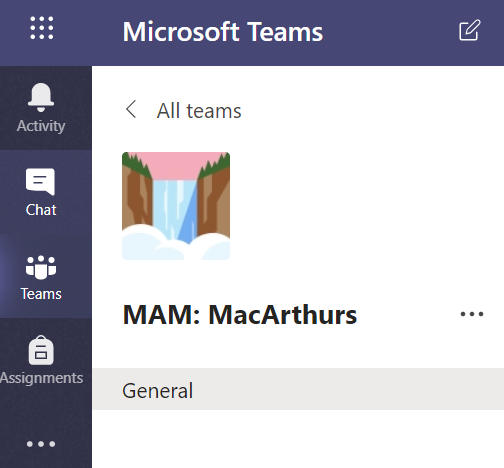 Microsoft Teams
Activity
Chat
Teams
Assignments
All teams
MAM: MacArthurs
General